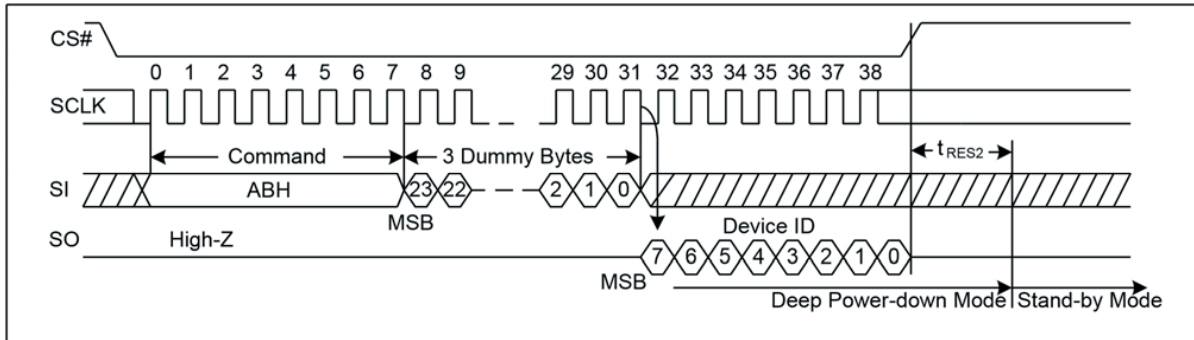 CS#
0 1 2 3 4 5 6 7 8 9 29 30 31 32 33 34 35 36 37 38
SCLK
Command 3 Dummy Bytes tRES2
SI ABH 23 22 2 1 0
MSB
SO High-Z Device ID
7 6 5 4 3 2 1 0
MSB
Deep Power-down Mode Stand-by Mode